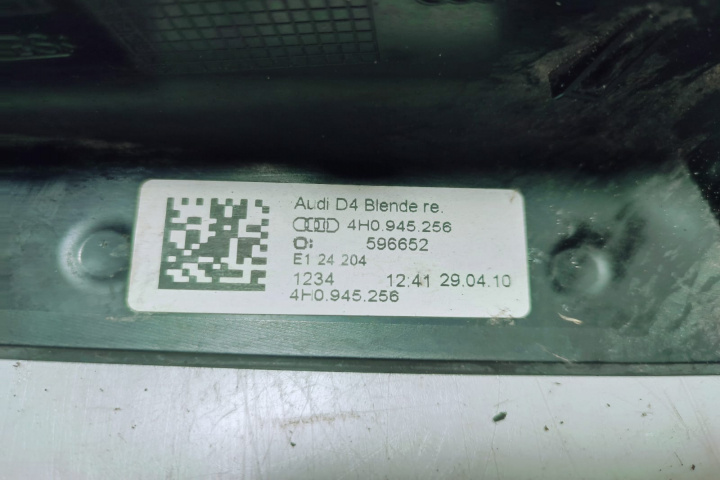 Audi D4 Blende re.
4H0.945.256
596652
E1 24 204
1234 12:41 29.04.10
4H0.945.256